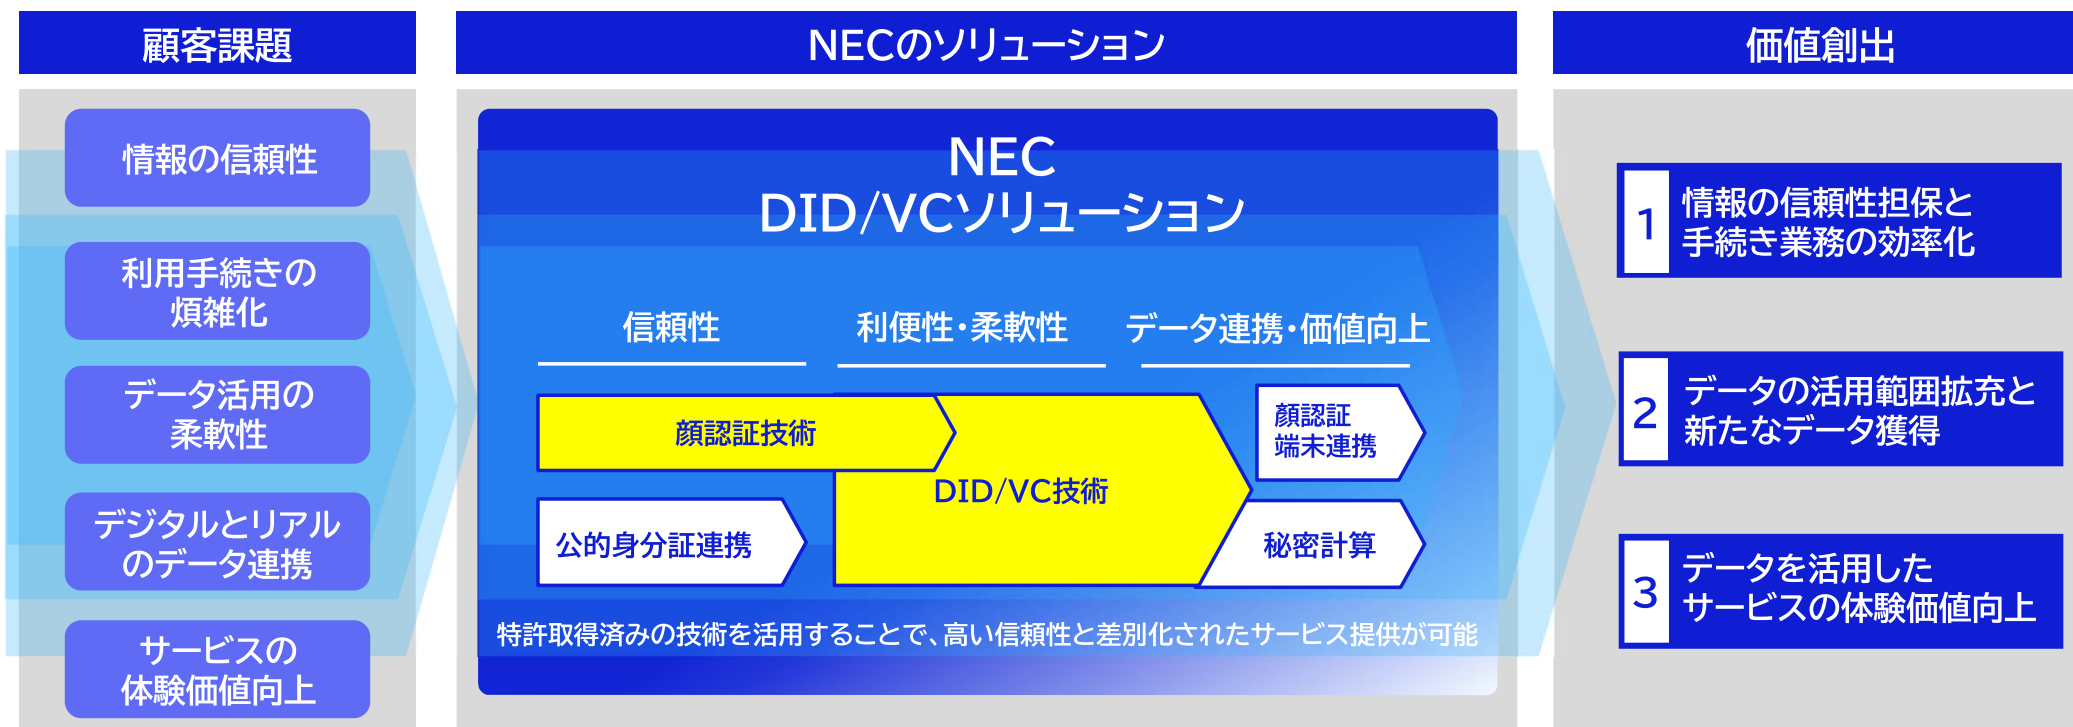 顧客課題
情報の信頼性
利用手続きの
煩雑化
データ活用の
柔軟性
デジタルとリアル
のデータ連携
サービスの
体験価値向上
NECのソリューション
NEC
DID/VCソリューション
信頼性
利便性・柔軟性
データ連携・価値向上
顔認証技術
公的身分証連携
DID/VC技術
顔認証
端末連携
秘密計算
特許取得済みの技術を活用することで、高い信頼性と差別化されたサービス提供が可能
価値創出
1
情報の信頼性担保と
手続き業務の効率化
2
データの活用範囲拡充と
新たなデータ獲得
3
データを活用した
サービスの体験価値向上